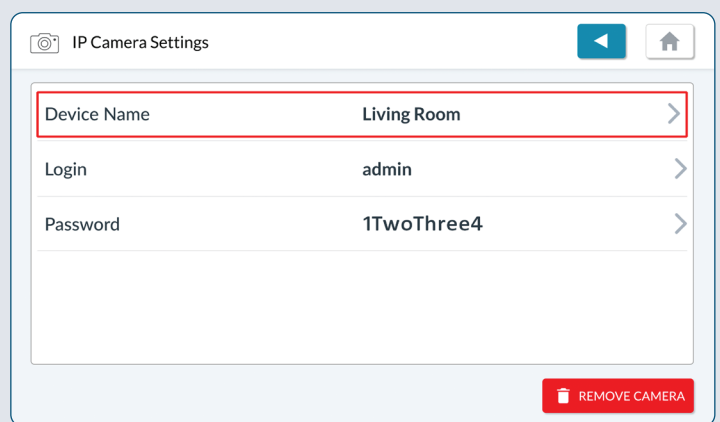 IP Camera Settings
Device Name Living Room
Login admin
Password 1TwoThree4
REMOVE CAMERA